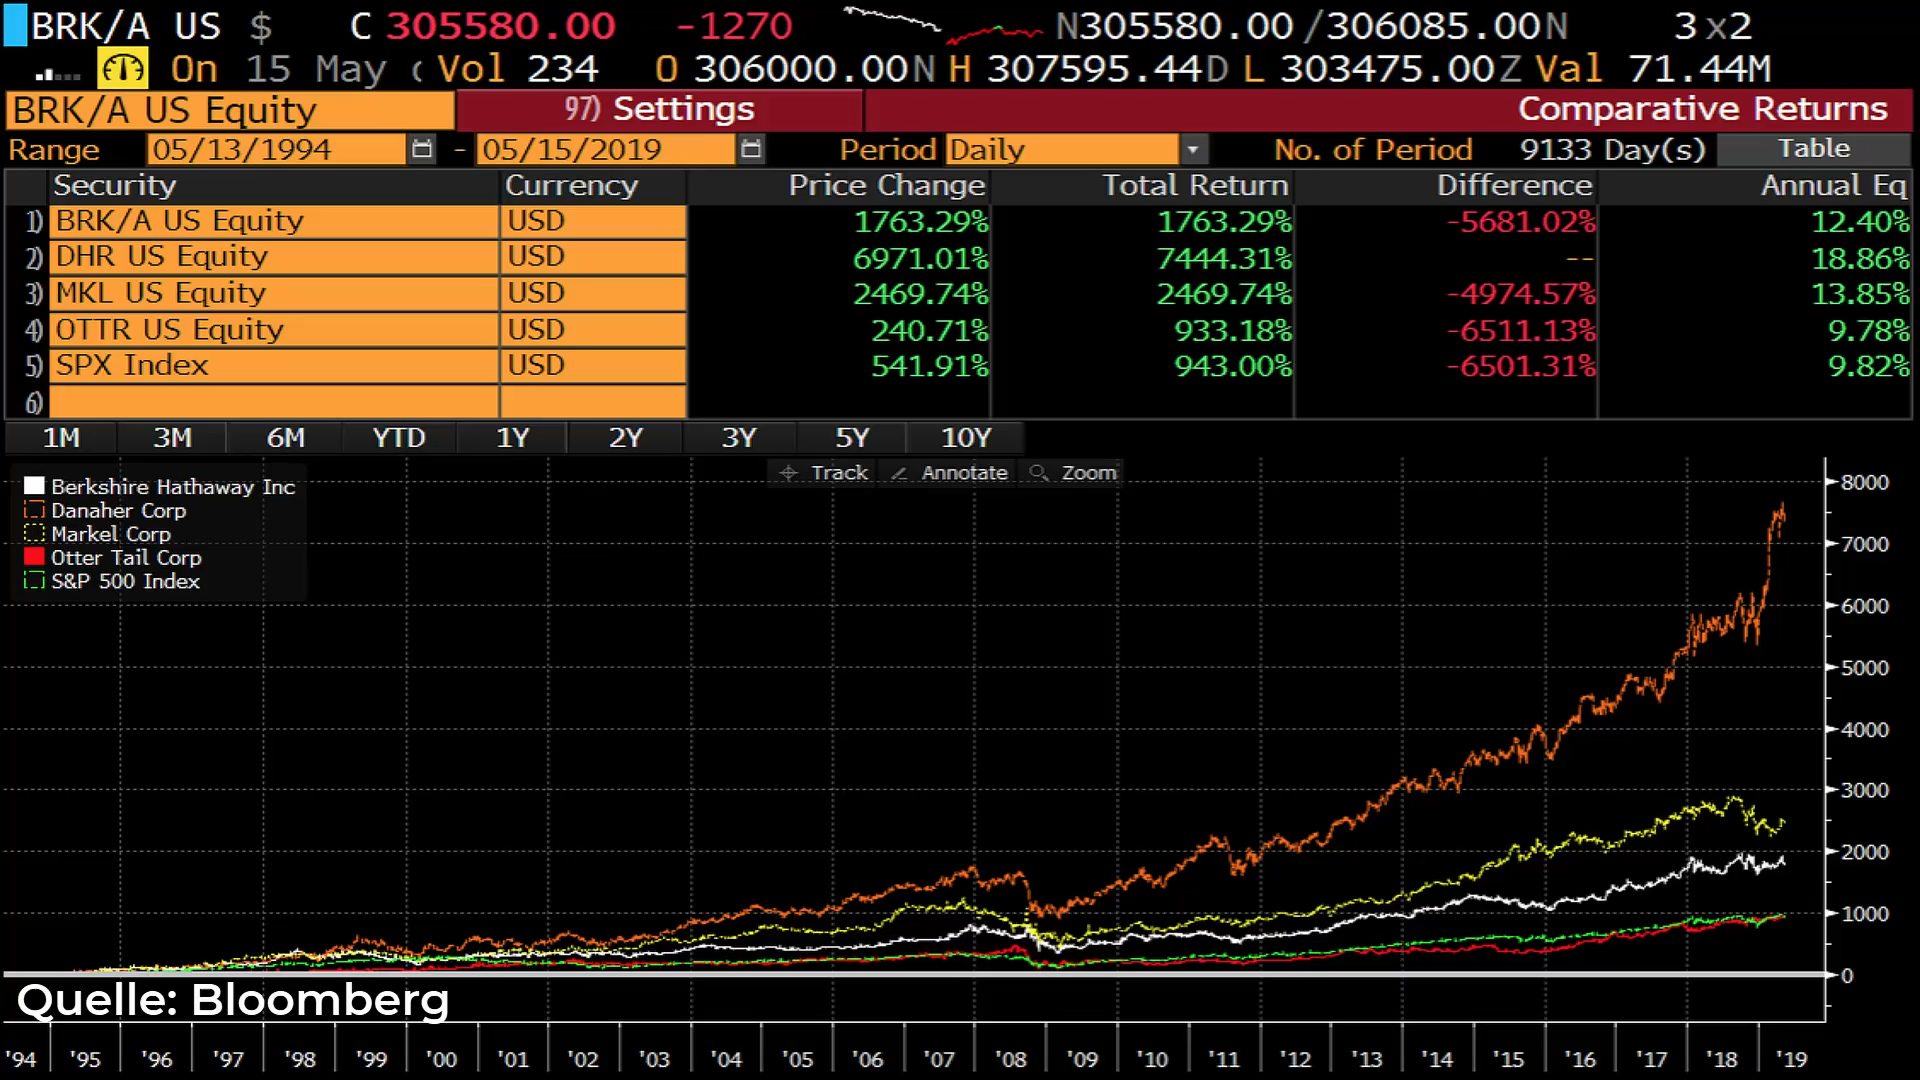 BRK/A US $ C 305580.00 -1270 N305580.00 /306085.00N 3x2
On 15 May Vol 234 O 306000.00N H 307595.44D L 303475.00Z Val 71.44M
BRK/A US Equity 97) Settings Comparative Returns
Range 05/13/1994 - 05/15/2019 Period Daily No. of Period 9133 Day(s) Table
Security Currency Price Change Total Return Difference Annual Eq
1) BRK/A US Equity USD 1763.29% 1763.29% -5681.02% 12.40%
2) DHR US Equity USD 6971.01% 7444.31% -- 18.86%
3) MKL US Equity USD 2469.74% 2469.74% -4974.57% 13.85%
4) OTTR US Equity USD 240.71% 933.18% -6511.13% 9.78%
5) SPX Index USD 541.91% 943.00% -6501.31% 9.82%
6)
1M 3M 6M YTD 1Y 2Y 3Y 5Y 10Y
Track Annotate Zoom
Berkshire Hathaway Inc
Danaher Corp
Markel Corp
Otter Tail Corp
S&P 500 Index
8000
7000
6000
5000
4000
3000
2000
1000
0
Quelle: Bloomberg
'94 '95 '96 '97 '98 '99 '00 '01 '02 '03 '04 '05 '06 '07 '08 '09 '10 '11 '12 '13 '14 '15 '16 '17 '18 '19